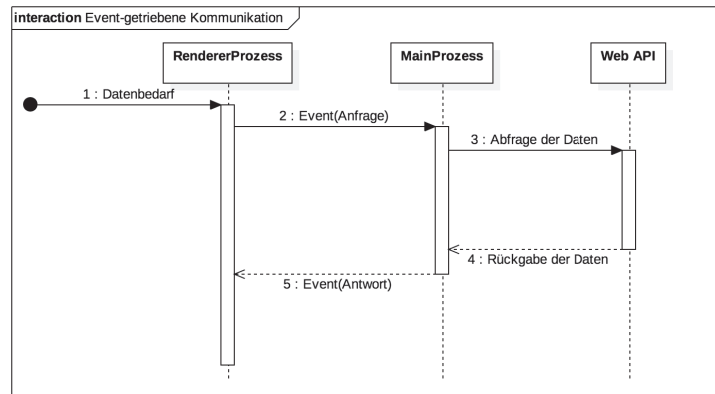 interaction Event-getriebene Kommunikation
RendererProzess
MainProzess
Web API
1 : Datenbedarf
2 : Event(Anfrage)
3 : Abfrage der Daten
4 : Rückgabe der Daten
5 : Event(Antwort)